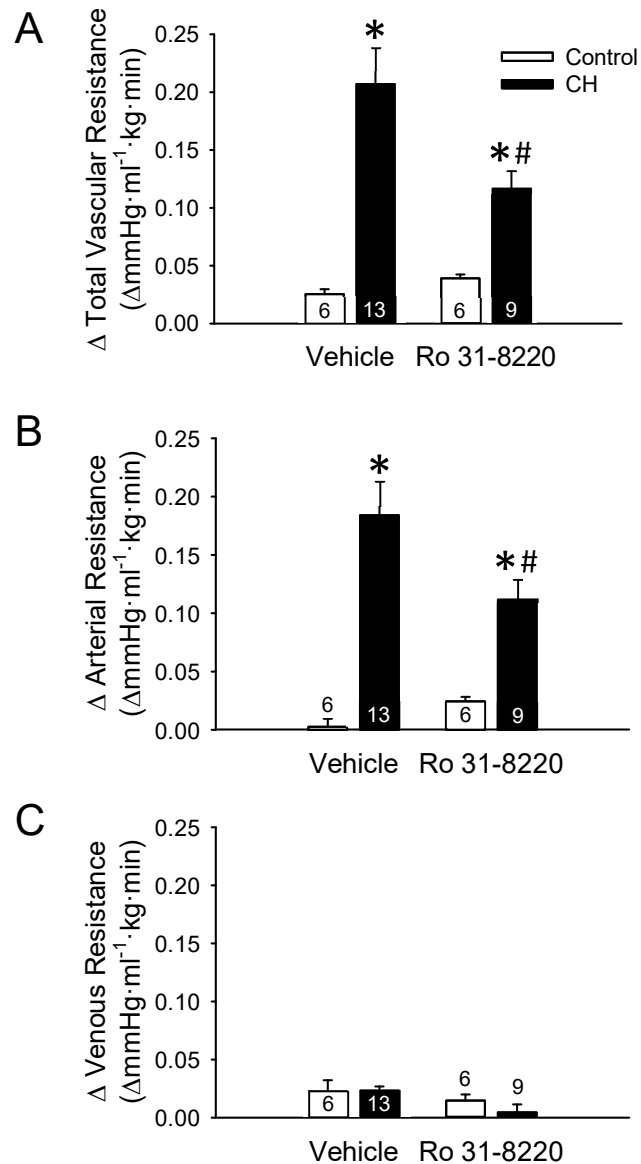 A
Δ Total Vascular Resistance
(ΔmmHg·ml⁻¹·kg·min)
0.25
0.20
0.15
0.10
0.05
0.00
*
*#
Control
CH
6
13
6
9
Vehicle
Ro 31-8220
B
Δ Arterial Resistance
(ΔmmHg·ml⁻¹·kg·min)
0.25
0.20
0.15
0.10
0.05
0.00
*
*#
6
13
6
9
Vehicle
Ro 31-8220
C
Δ Venous Resistance
(ΔmmHg·ml⁻¹·kg·min)
0.25
0.20
0.15
0.10
0.05
0.00
6
13
6
9
Vehicle
Ro 31-8220